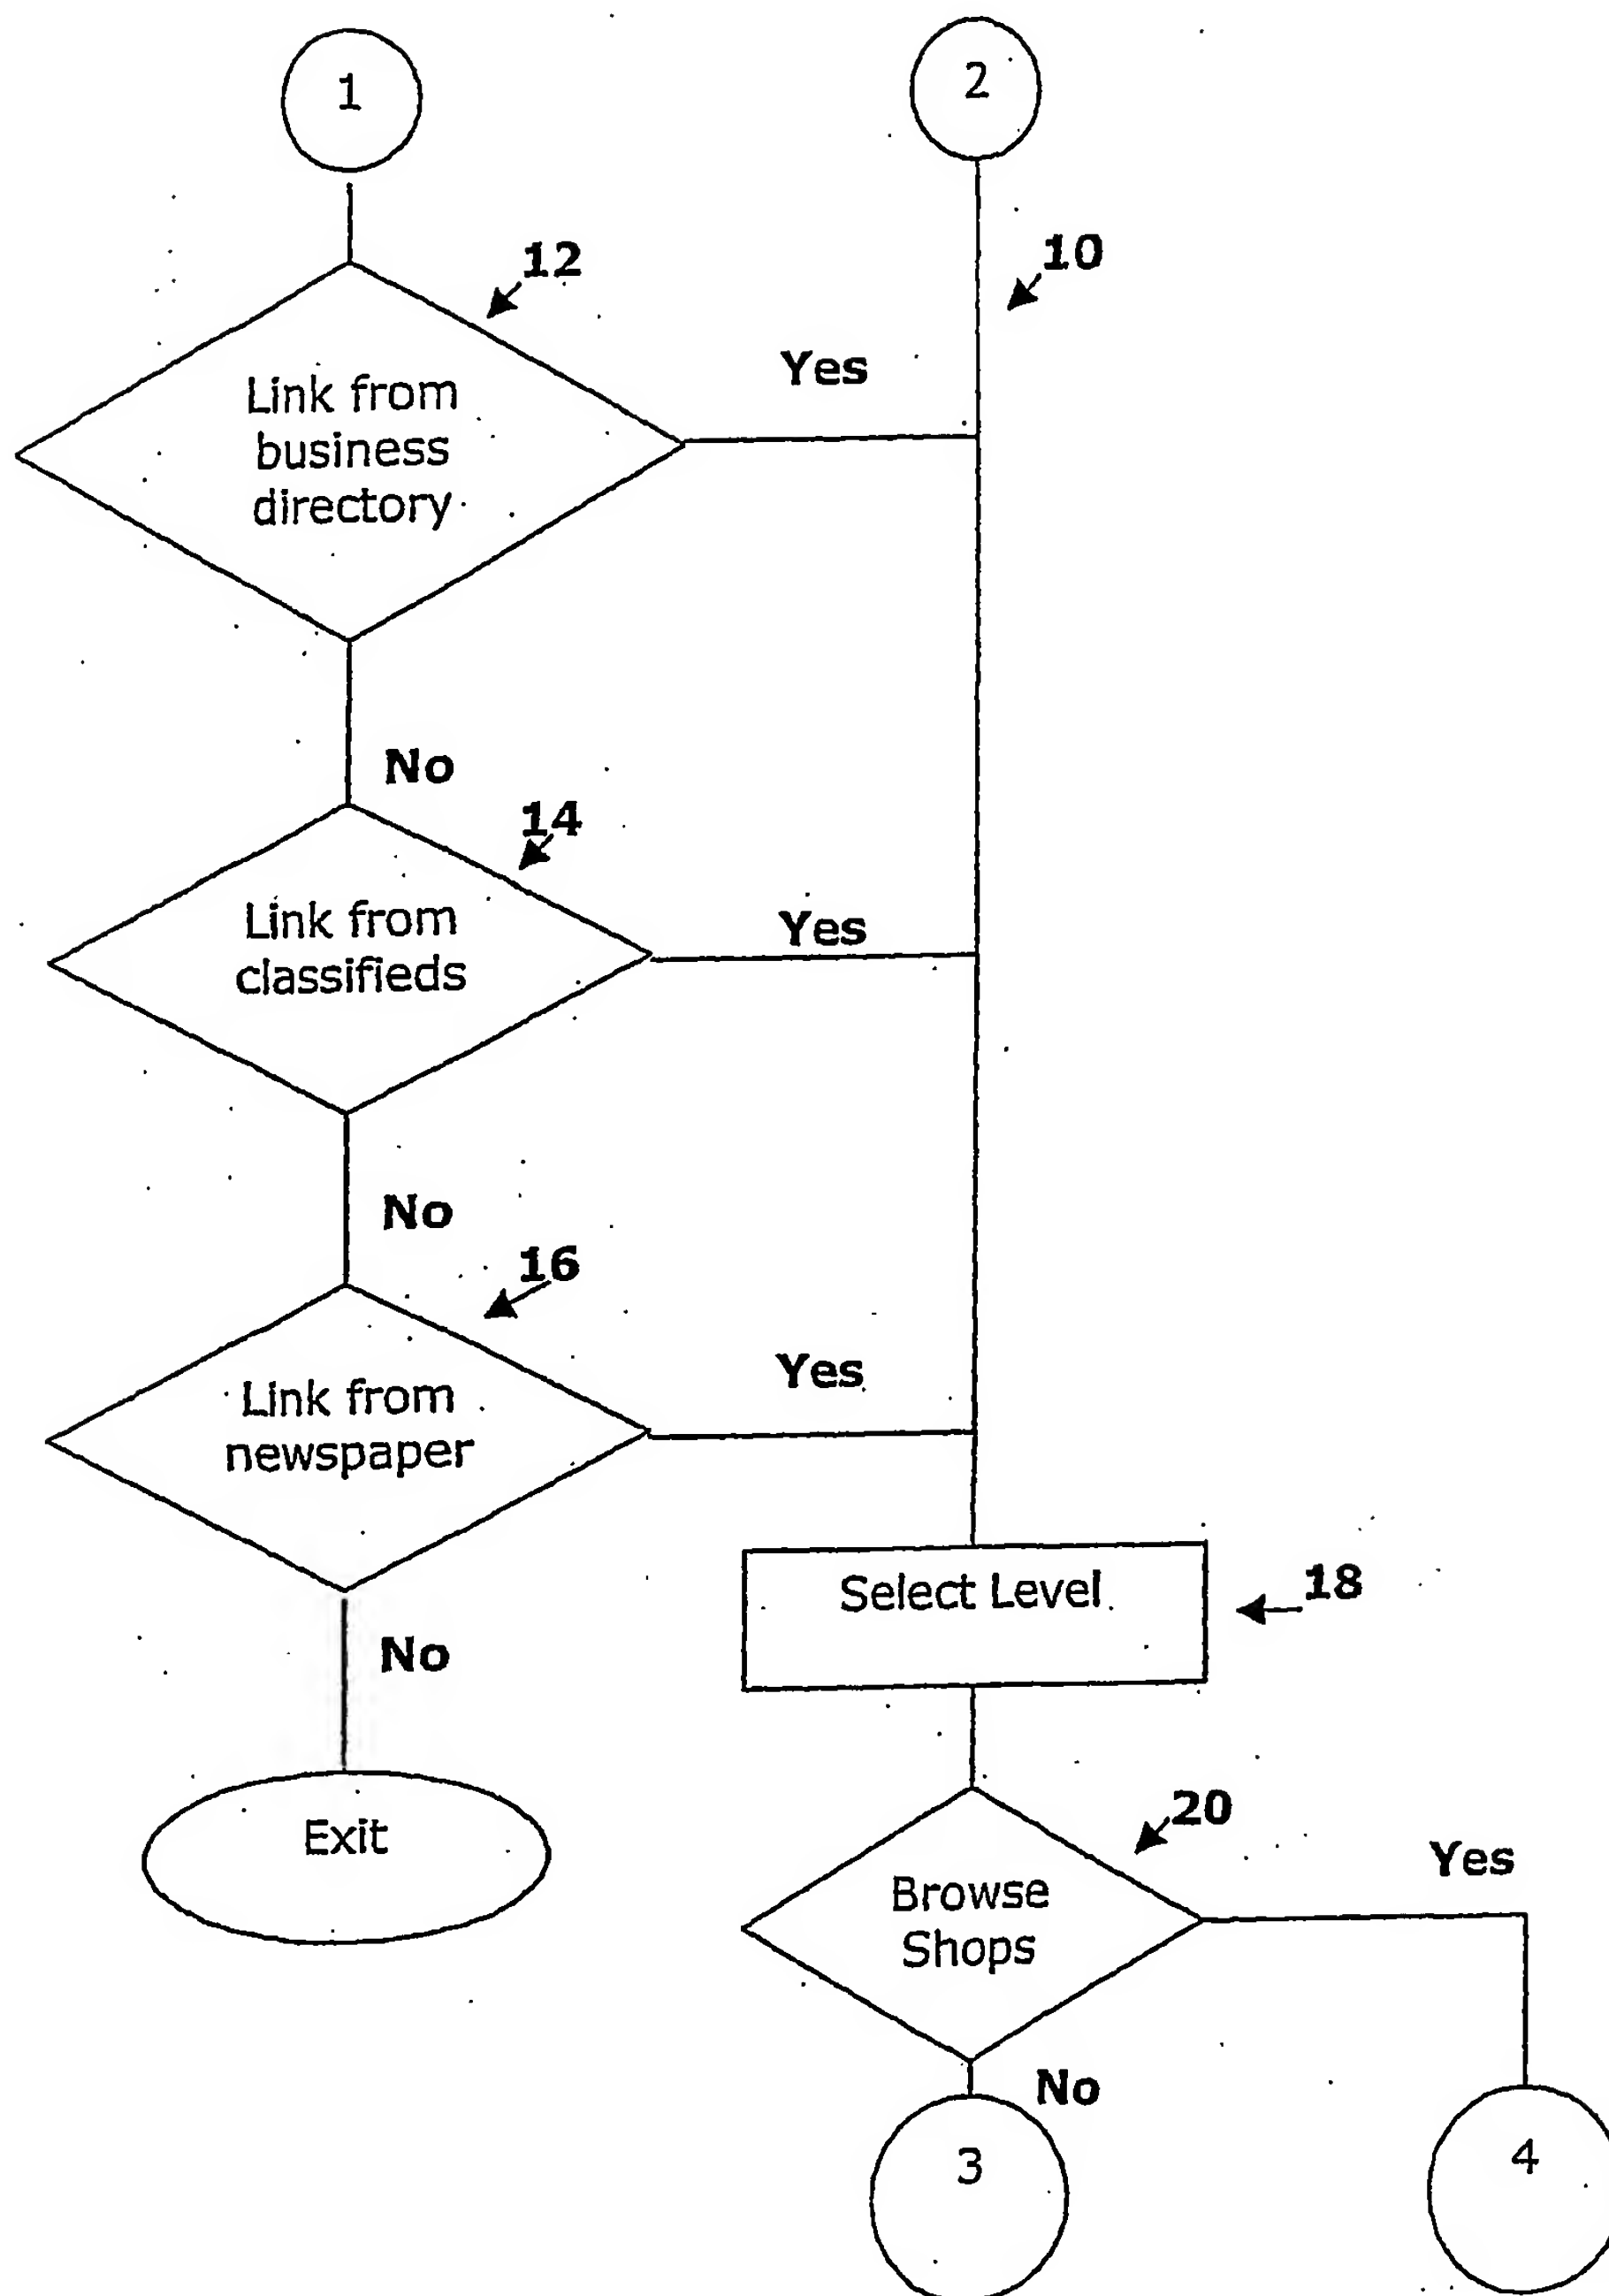 1
2
12
10
Yes
Link from
business
directory
No
14
Link from
classifieds
Yes
No
16
Link from
newspaper
Yes
Select Level
18
No
Exit
20
Yes
Browse
Shops
No
3
4